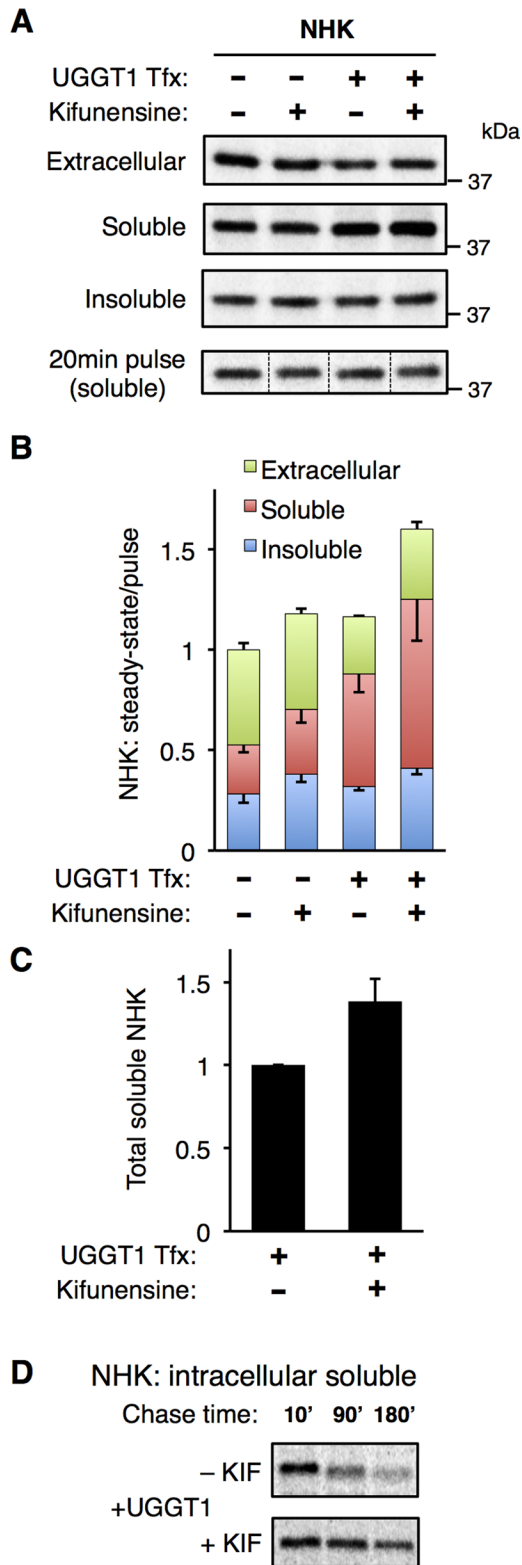 A
NHK
UGGT1 Tfx: – – + +
Kifunensine: – + – +
kDa
Extracellular
37
Soluble
37
Insoluble
37
20min pulse
(soluble)
37
B
Extracellular
Soluble
Insoluble
NHK: steady-state/pulse
1.5
1
0.5
0
UGGT1 Tfx: – – + +
Kifunensine: – + – +
C
Total soluble NHK
1.5
1
0.5
0
UGGT1 Tfx: + +
Kifunensine: – +
D
NHK: intracellular soluble
Chase time: 10’ 90’ 180’
– KIF
+UGGT1
+ KIF